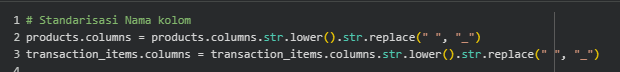 1 # Standarisasi Nama kolom
2 products.columns = products.columns.str.lower().str.replace(" ", "_")
3 transaction_items.columns = transaction_items.columns.str.lower().str.replace(" ", "_")
4